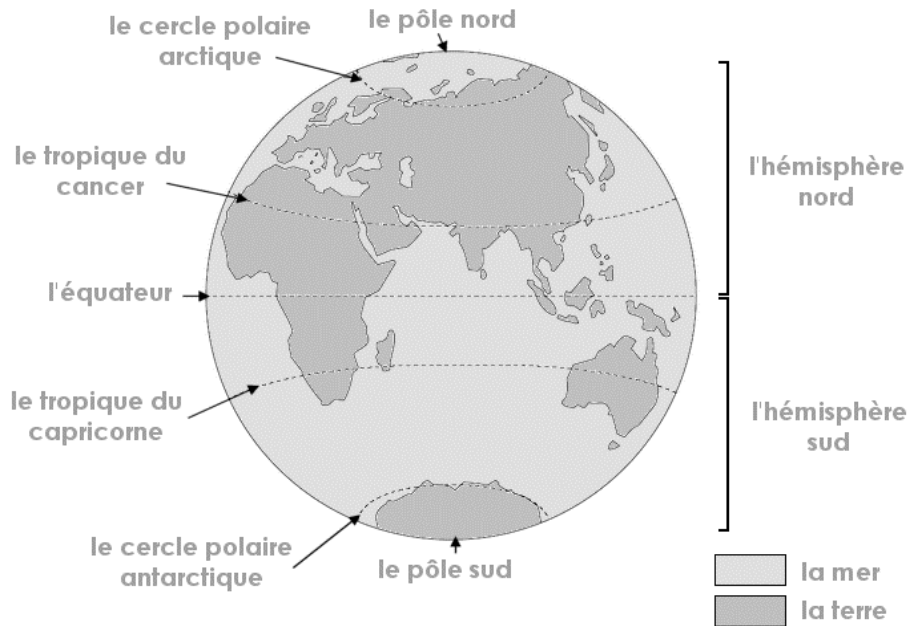 le pôle nord
le cercle polaire
arctique
le tropique du
cancer
l'hémisphère
nord
l'équateur
le tropique du
capricorne
l'hémisphère
sud
le cercle polaire
antarctique
le pôle sud
la mer
la terre